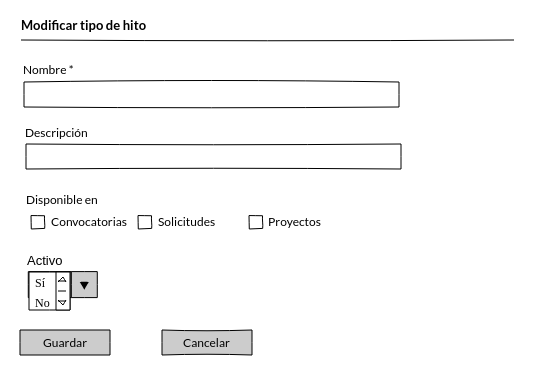 Modificar tipo de hito
Nombre *
Descripción
Disponible en
Convocatorias Solicitudes Proyectos
Activo
Sí
No
Guardar Cancelar